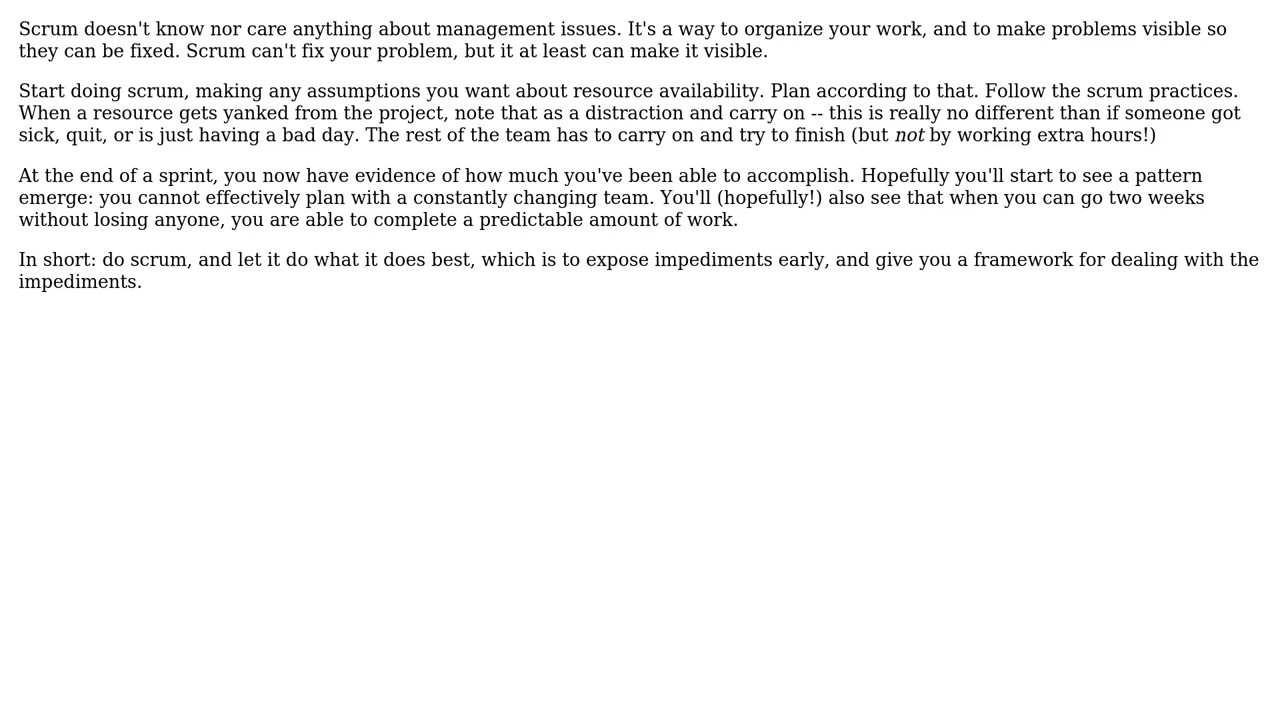 Scrum doesn't know nor care anything about management issues. It's a way to organize your work, and to make problems visible so
they can be fixed. Scrum can't fix your problem, but it at least can make it visible.
Start doing scrum, making any assumptions you want about resource availability. Plan according to that. Follow the scrum practices.
When a resource gets yanked from the project, note that as a distraction and carry on -- this is really no different than if someone got
sick, quit, or is just having a bad day. The rest of the team has to carry on and try to finish (but not by working extra hours!)
At the end of a sprint, you now have evidence of how much you've been able to accomplish. Hopefully you'll start to see a pattern
emerge: you cannot effectively plan with a constantly changing team. You'll (hopefully!) also see that when you can go two weeks
without losing anyone, you are able to complete a predictable amount of work.
In short: do scrum, and let it do what it does best, which is to expose impediments early, and give you a framework for dealing with the
impediments.